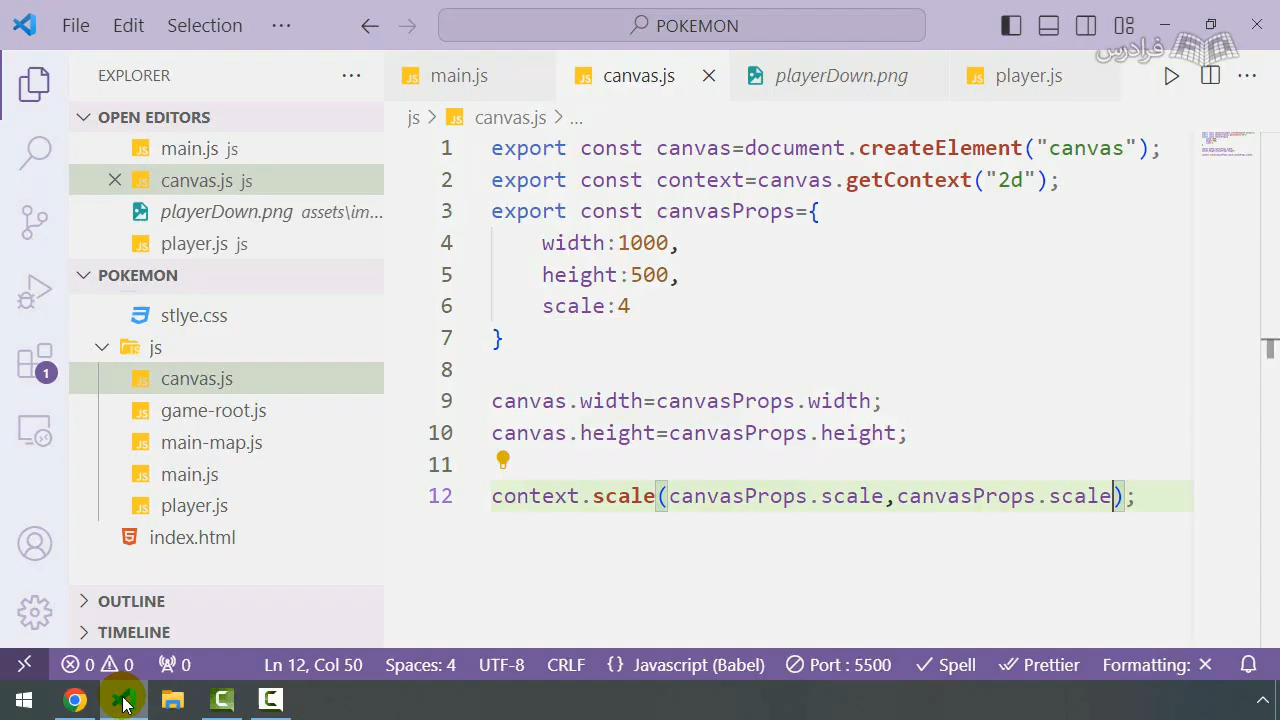 File Edit Selection ··· POKEMON
فرادرس
EXPLORER
main.js canvas.js playerDown.png player.js
OPEN EDITORS
main.js js
canvas.js js
playerDown.png assets\im...
player.js js
POKEMON
stlye.css
js
canvas.js
game-root.js
main-map.js
main.js
player.js
index.html
OUTLINE
TIMELINE
js > JS canvas.js > ...
1 export const canvas=document.createElement("canvas");
2 export const context=canvas.getContext("2d");
3 export const canvasProps={
4 width:1000,
5 height:500,
6 scale:4
7 }
8
9 canvas.width=canvasProps.width;
10 canvas.height=canvasProps.height;
11
12 context.scale(canvasProps.scale,canvasProps.scale);
1
0 0 0 Ln 12, Col 50 Spaces: 4 UTF-8 CRLF {} Javascript (Babel) Port : 5500 Spell Prettier Formatting: ×